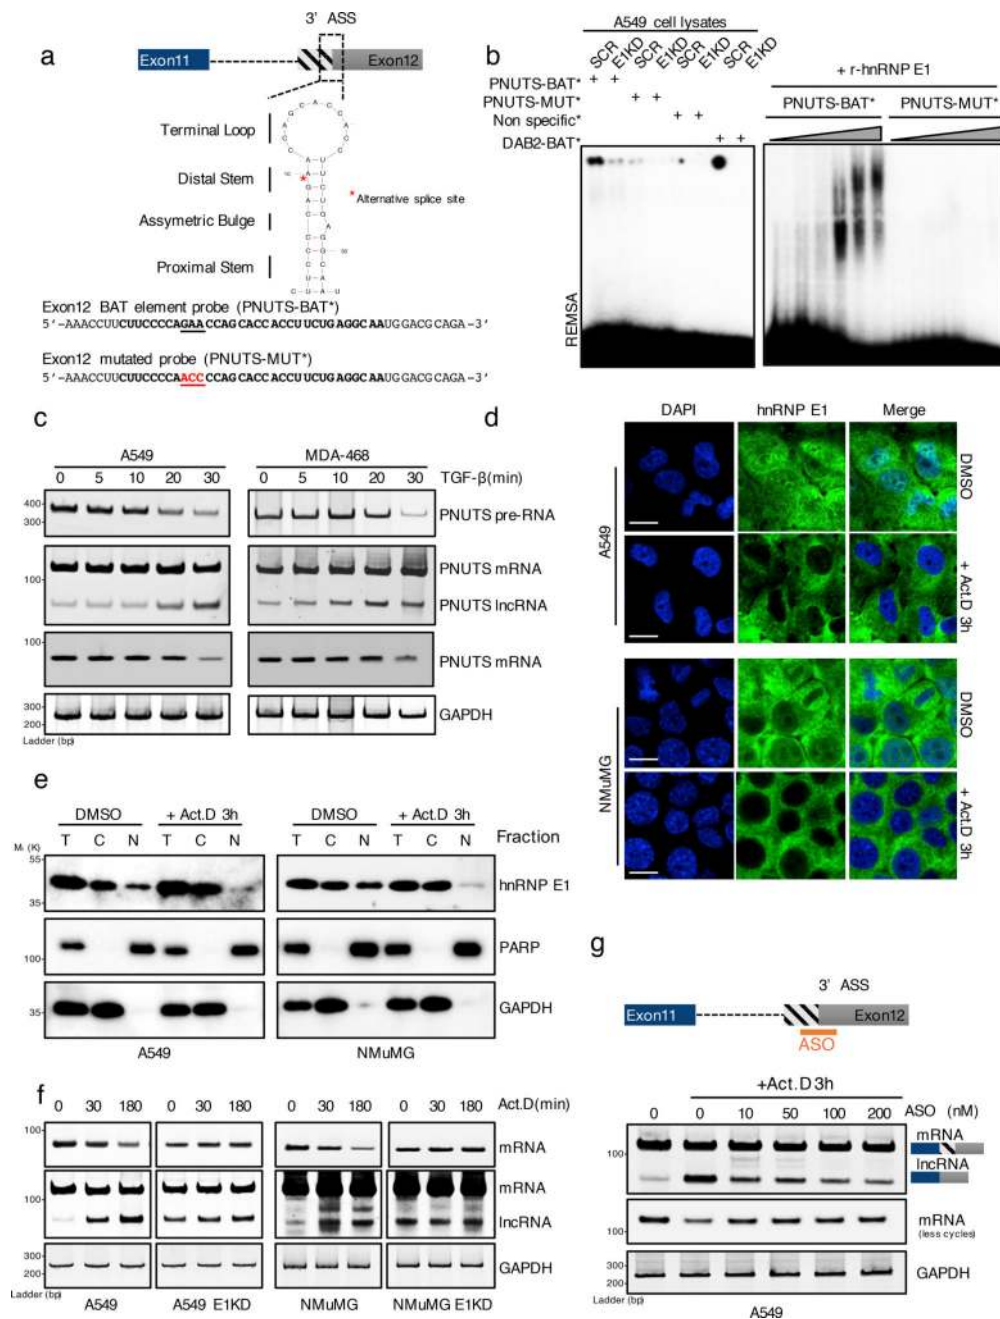 a
3' ASS
Exon11
Exon12
Terminal Loop
Distal Stem
* Alternative splice site
Assymetric Bulge
Proximal Stem
Exon12 BAT element probe (PNUTS-BAT*)
5'-AAACCUUCUUCCCCAGAACCAGCACCACCUUCUGAGGCAAUGGACGCAGA-3'
Exon12 mutated probe (PNUTS-MUT*)
5'-AAACCUUCUUCCCCAACCCCAGCACCACCUUCUGAGGCAAUGGACGCAGA-3'
b
A549 cell lysates
SCR E1KD SCR E1KD SCR E1KD SCR E1KD
PNUTS-BAT* + +
PNUTS-MUT* + +
Non specific* + +
DAB2-BAT* + +
+ r-hnRNP E1
PNUTS-BAT* PNUTS-MUT*
REMSA
c
A549 MDA-468
0 5 10 20 30 0 5 10 20 30 TGF-β(min)
400
300
PNUTS pre-RNA
PNUTS mRNA
100
PNUTS lncRNA
100
PNUTS mRNA
300
200
GAPDH
Ladder (bp)
d
DAPI hnRNP E1 Merge
A549
DMSO
+ Act.D 3h
NMuMG
DMSO
+ Act.D 3h
e
DMSO + Act.D 3h DMSO + Act.D 3h
T C N T C N T C N T C N Fraction
Mr (K)
55
35
hnRNP E1
100
PARP
35
GAPDH
A549 NMuMG
f
0 30 180 0 30 180 0 30 180 0 30 180 Act.D(min)
100
mRNA
mRNA
100
lncRNA
300
200
GAPDH
Ladder (bp)
A549 A549 E1KD NMuMG NMuMG E1KD
g
3' ASS
Exon11
Exon12
ASO
+Act.D 3h
0 0 10 50 100 200 ASO (nM)
mRNA
100
lncRNA
100
mRNA
(less cycles)
300
200
GAPDH
Ladder (bp)
A549